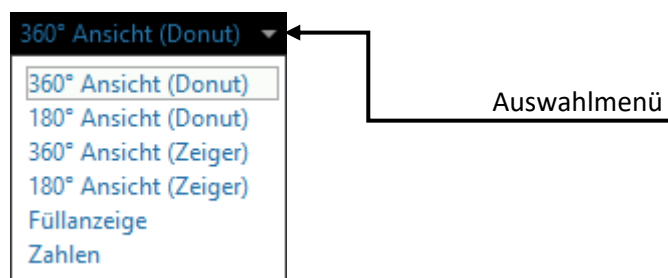 360° Ansicht (Donut)
360° Ansicht (Donut)
180° Ansicht (Donut)
360° Ansicht (Zeiger)
180° Ansicht (Zeiger)
Füllanzeige
Zahlen
Auswahlmenü